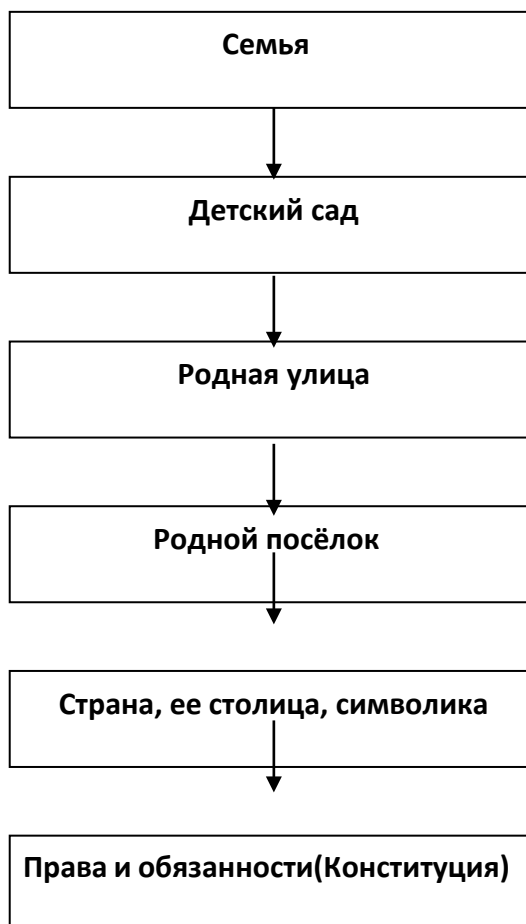 Семья
Детский сад
Родная улица
Родной посёлок
Страна, ее столица, символика
Права и обязанности(Конституция)